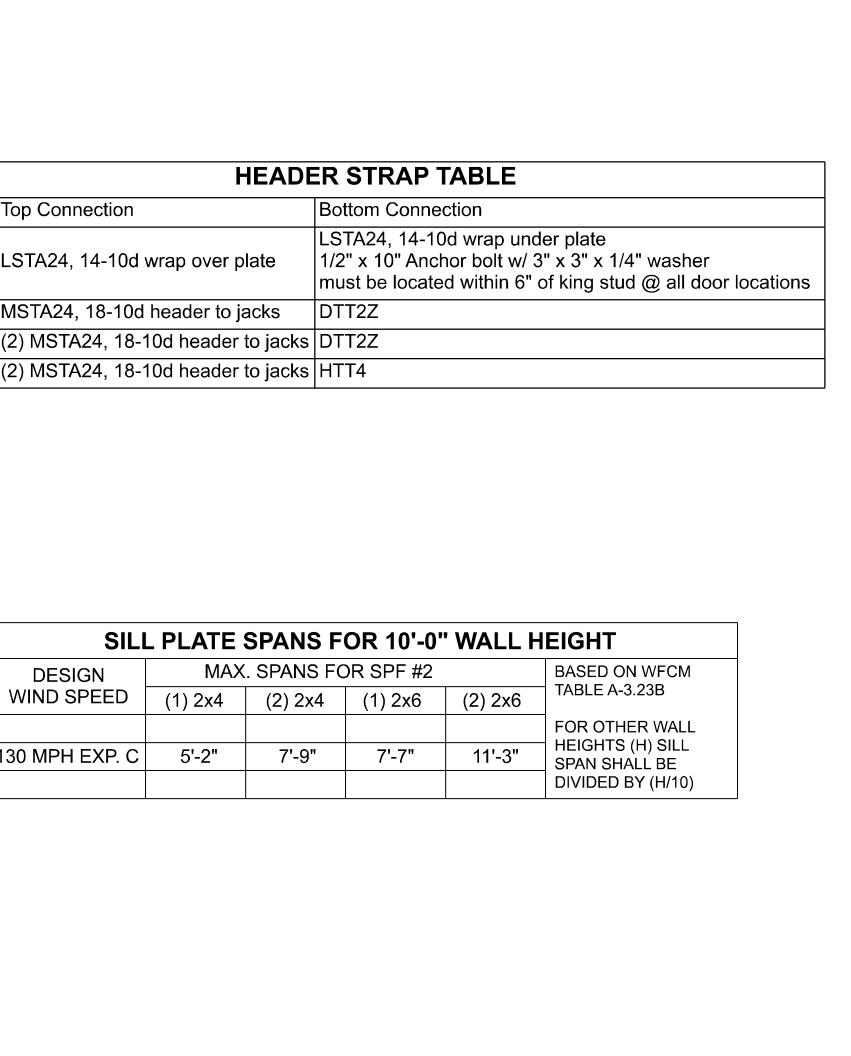 HEADER STRAP TABLE
Top Connection
Bottom Connection
LSTA24, 14-10d wrap over plate
LSTA24, 14-10d wrap under plate
1/2" x 10" Anchor bolt w/ 3" x 3" x 1/4" washer
must be located within 6" of king stud @ all door locations
MSTA24, 18-10d header to jacks
DTT2Z
(2) MSTA24, 18-10d header to jacks
DTT2Z
(2) MSTA24, 18-10d header to jacks
HTT4
SILL PLATE SPANS FOR 10'-0" WALL HEIGHT
DESIGN
WIND SPEED
MAX. SPANS FOR SPF #2
(1) 2x4
(2) 2x4
(1) 2x6
(2) 2x6
130 MPH EXP. C
5'-2"
7'-9"
7'-7"
11'-3"
BASED ON WFCM
TABLE A-3.23B
FOR OTHER WALL
HEIGHTS (H) SILL
SPAN SHALL BE
DIVIDED BY (H/10)